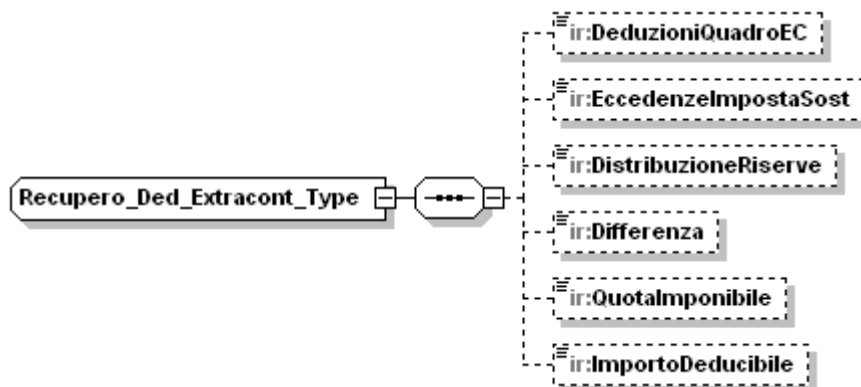 ir:DeduzioniQuadroEC
ir:EccedenzeImpostaSost
ir:DistribuzioneRiserve
Recupero_Ded_Extracont_Type
ir:Differenza
ir:QuotaImponibile
ir:ImportoDeducibile